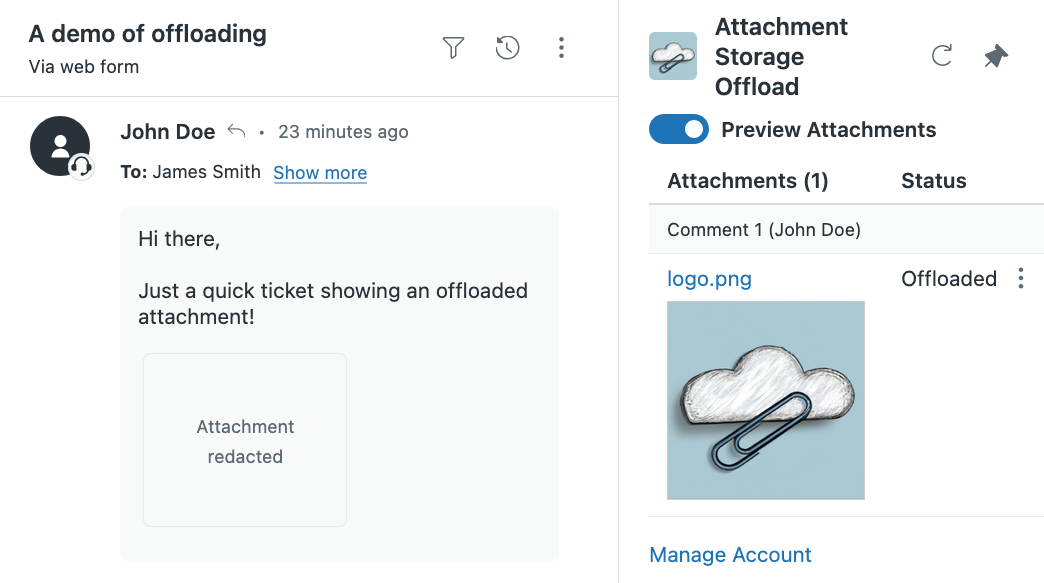 A demo of offloading
Via web form
John Doe • 23 minutes ago
To: James Smith Show more
Hi there,
Just a quick ticket showing an offloaded
attachment!
Attachment
redacted
Attachment
Storage
Offload
Preview Attachments
Attachments (1) Status
Comment 1 (John Doe)
logo.png Offloaded
Manage Account